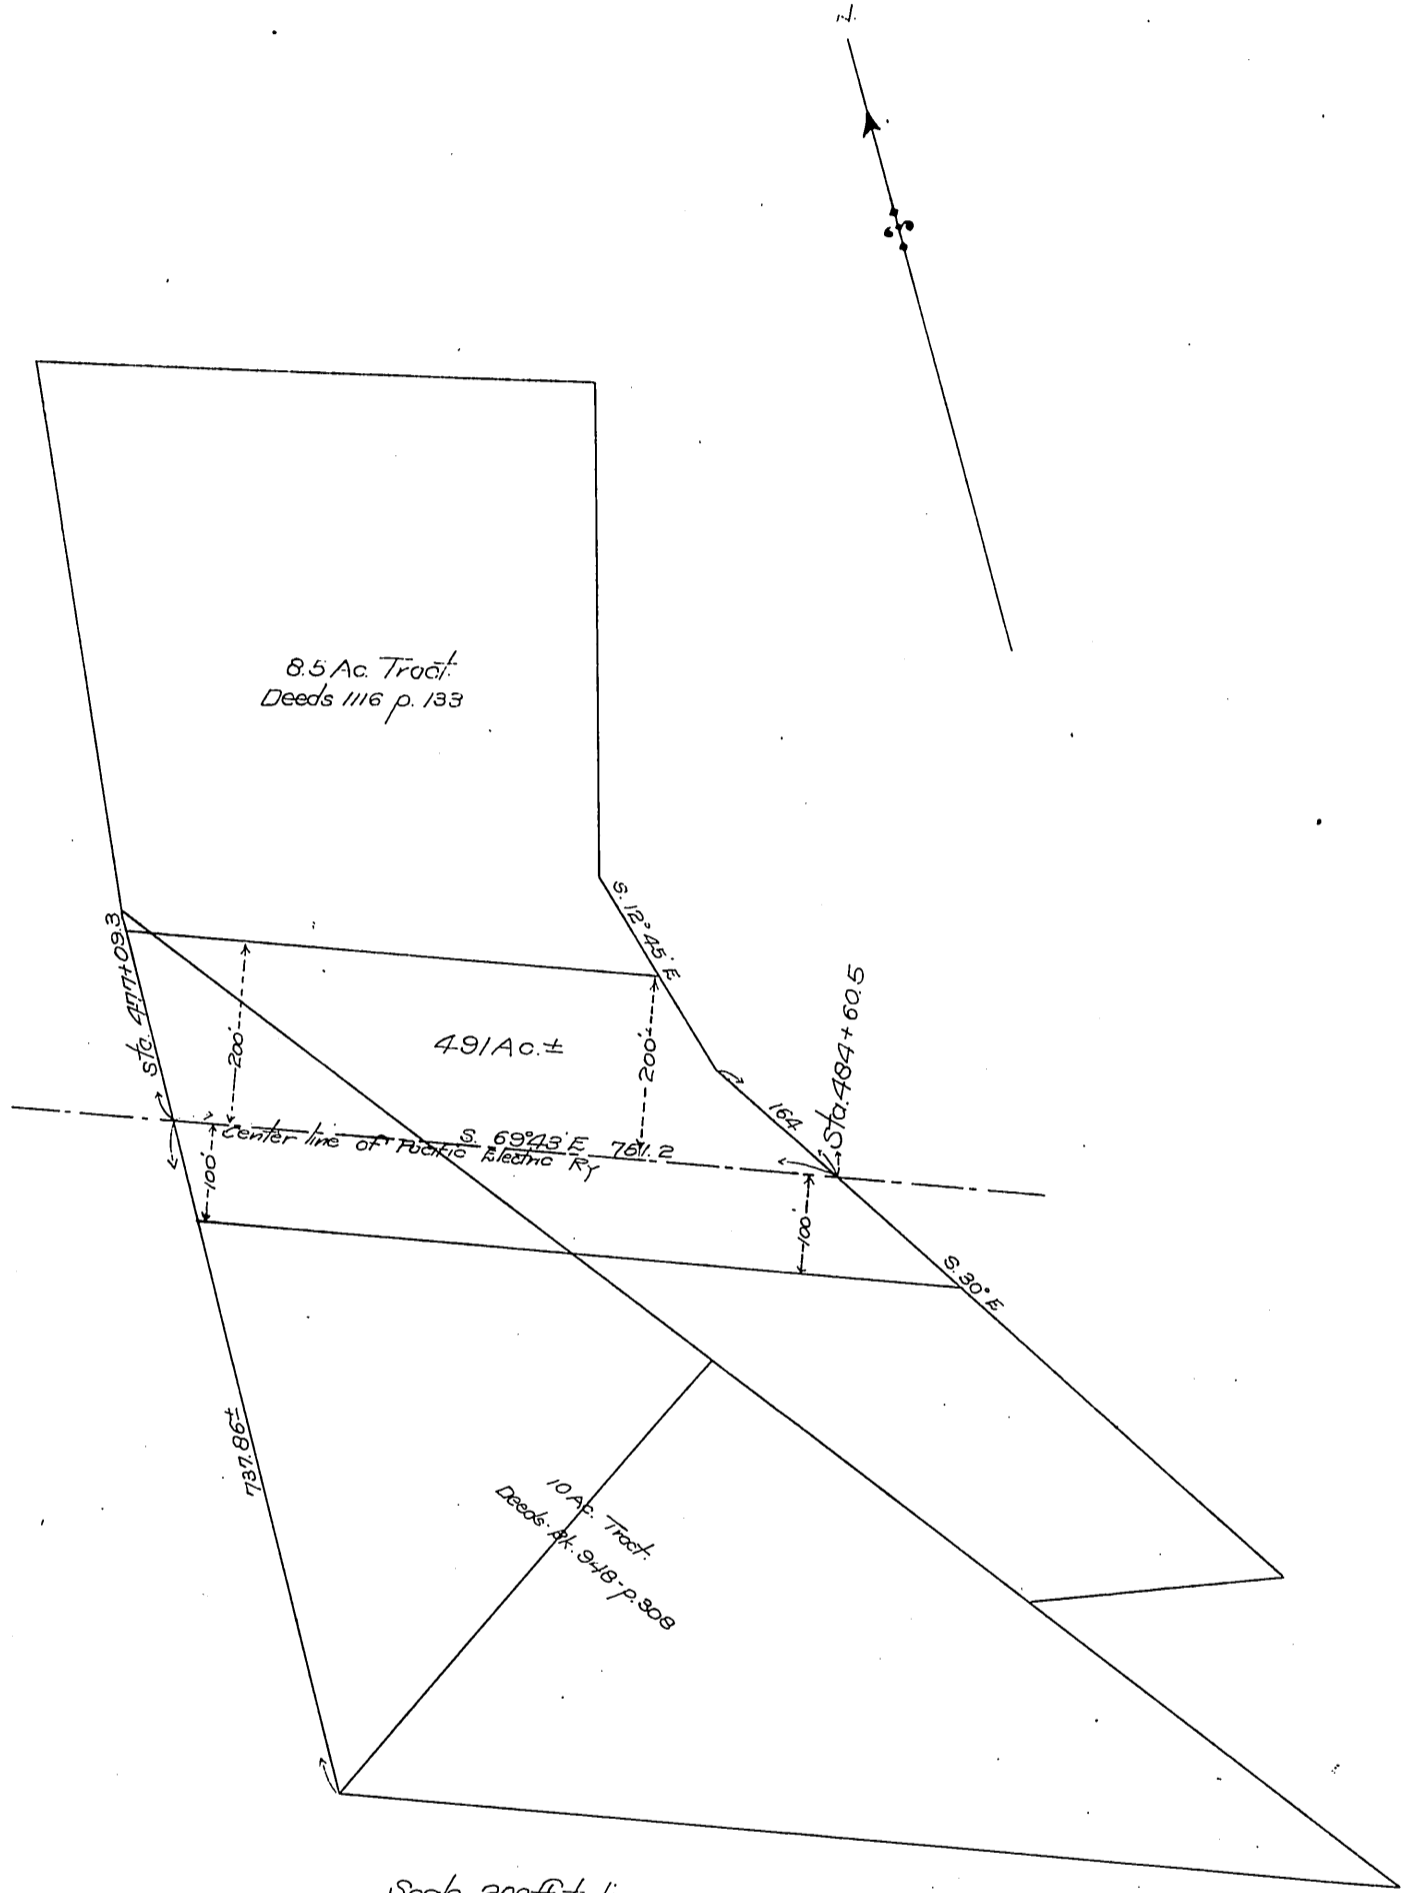 8.5 Ac. Tract.
Deeds 1116 p. 133
S. 12° 45' E
Sta. 477+09.3
200'
4.91 Ac. ±
200'
164
Sta. 484+60.5
Center line of Pacific Electric Ry
S. 69°43' E 751.2
100'
100'
S. 30° E
737.86±
10 Ac. Tract.
Deeds. Bk. 948 - p. 308
Scale